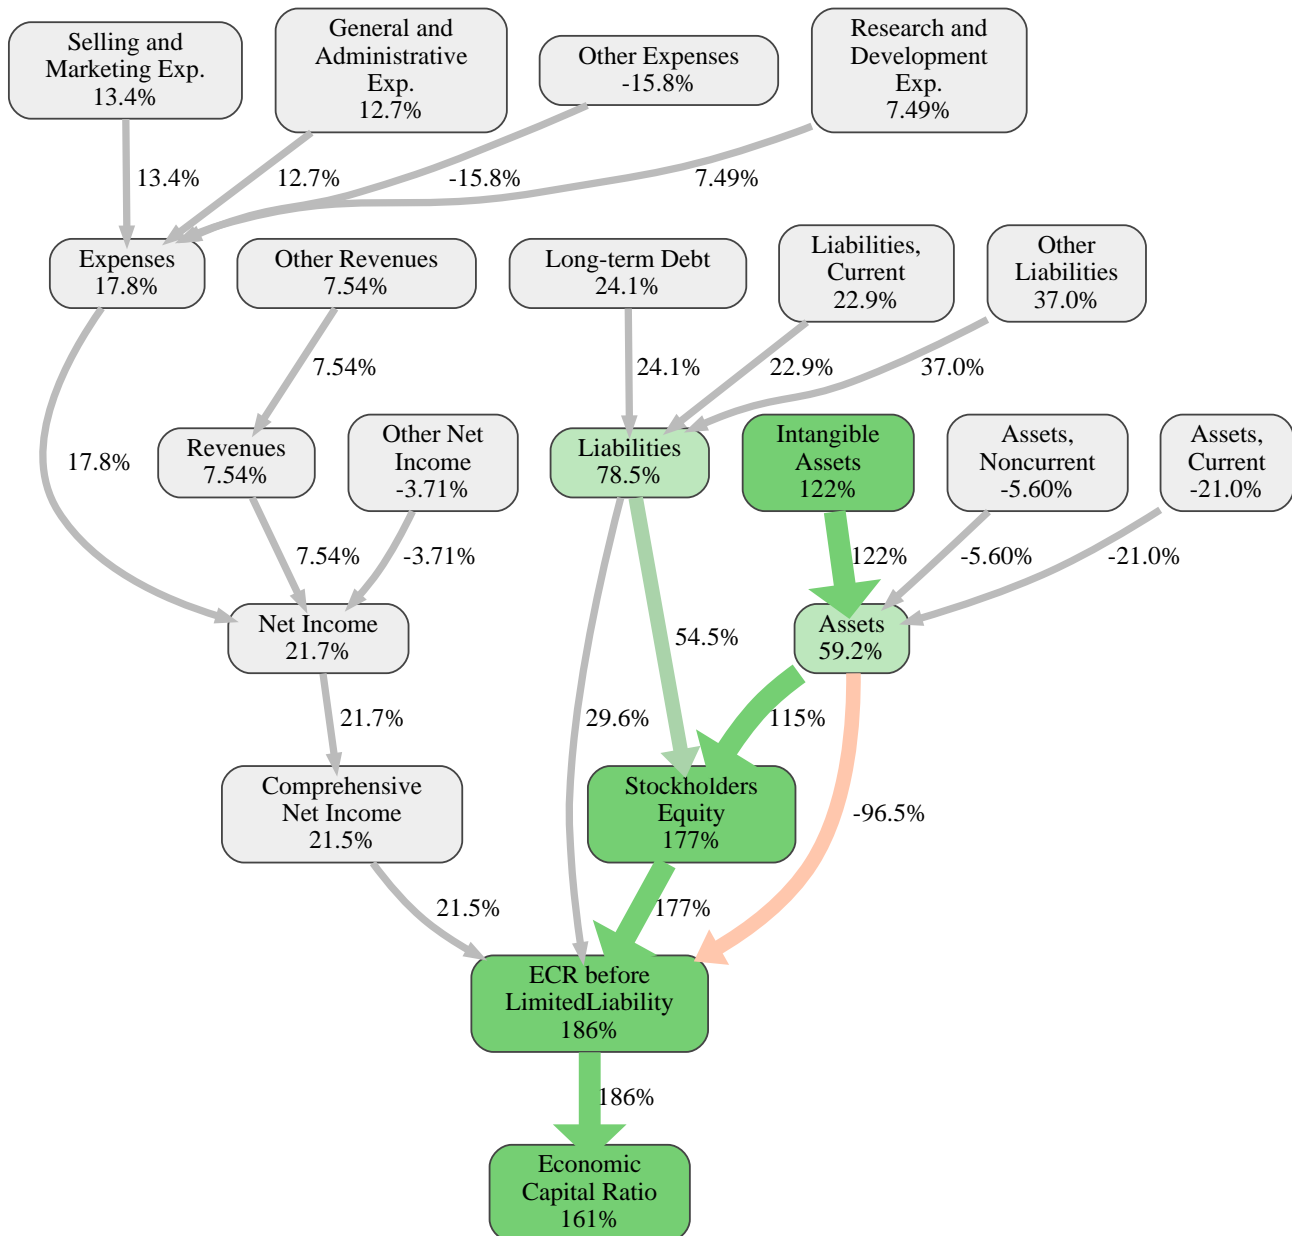 Selling and
Marketing Exp.
13.4%
General and
Administrative
Exp.
12.7%
Other Expenses
-15.8%
Research and
Development
Exp.
7.49%
13.4%
12.7%
-15.8%
7.49%
Expenses
17.8%
Other Revenues
7.54%
Long-term Debt
24.1%
Liabilities,
Current
22.9%
Other
Liabilities
37.0%
7.54%
24.1%
22.9%
37.0%
17.8%
Revenues
7.54%
Other Net
Income
-3.71%
Liabilities
78.5%
Intangible
Assets
122%
Assets,
Noncurrent
-5.60%
Assets,
Current
-21.0%
7.54%
-3.71%
122%
-5.60%
-21.0%
Net Income
21.7%
54.5%
Assets
59.2%
21.7%
29.6%
115%
Comprehensive
Net Income
21.5%
Stockholders
Equity
177%
-96.5%
21.5%
177%
ECR before
LimitedLiability
186%
186%
Economic
Capital Ratio
161%